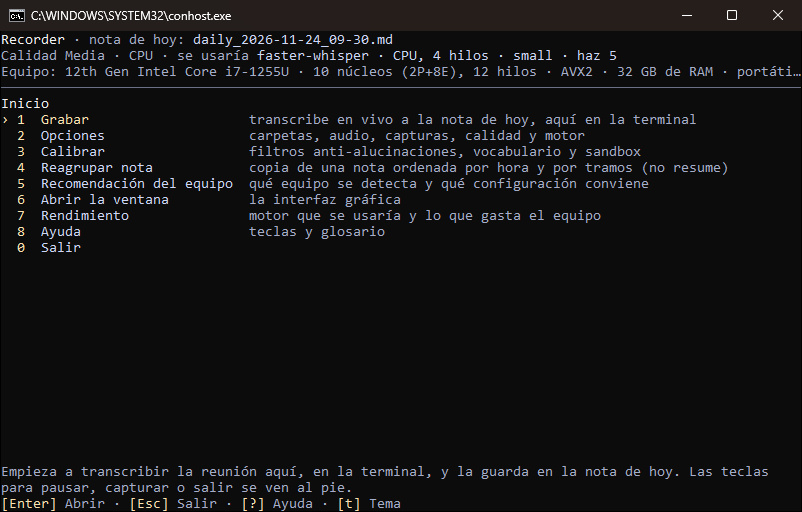 C:\WINDOWS\SYSTEM32\conhost.exe
Recorder · nota de hoy: daily_2026-11-24_09-30.md
Calidad Media · CPU · se usaría faster-whisper · CPU, 4 hilos · small · haz 5
Equipo: 12th Gen Intel Core i7-1255U · 10 núcleos (2P+8E), 12 hilos · AVX2 · 32 GB de RAM · portáti…
Inicio
› 1 Grabar transcribe en vivo a la nota de hoy, aquí en la terminal
2 Opciones carpetas, audio, capturas, calidad y motor
3 Calibrar filtros anti-alucinaciones, vocabulario y sandbox
4 Reagrupar nota copia de una nota ordenada por hora y por tramos (no resume)
5 Recomendación del equipo qué equipo se detecta y qué configuración conviene
6 Abrir la ventana la interfaz gráfica
7 Rendimiento motor que se usaría y lo que gasta el equipo
8 Ayuda teclas y glosario
0 Salir
Empieza a transcribir la reunión aquí, en la terminal, y la guarda en la nota de hoy. Las teclas
para pausar, capturar o salir se ven al pie.
[Enter] Abrir · [Esc] Salir · [?] Ayuda · [t] Tema